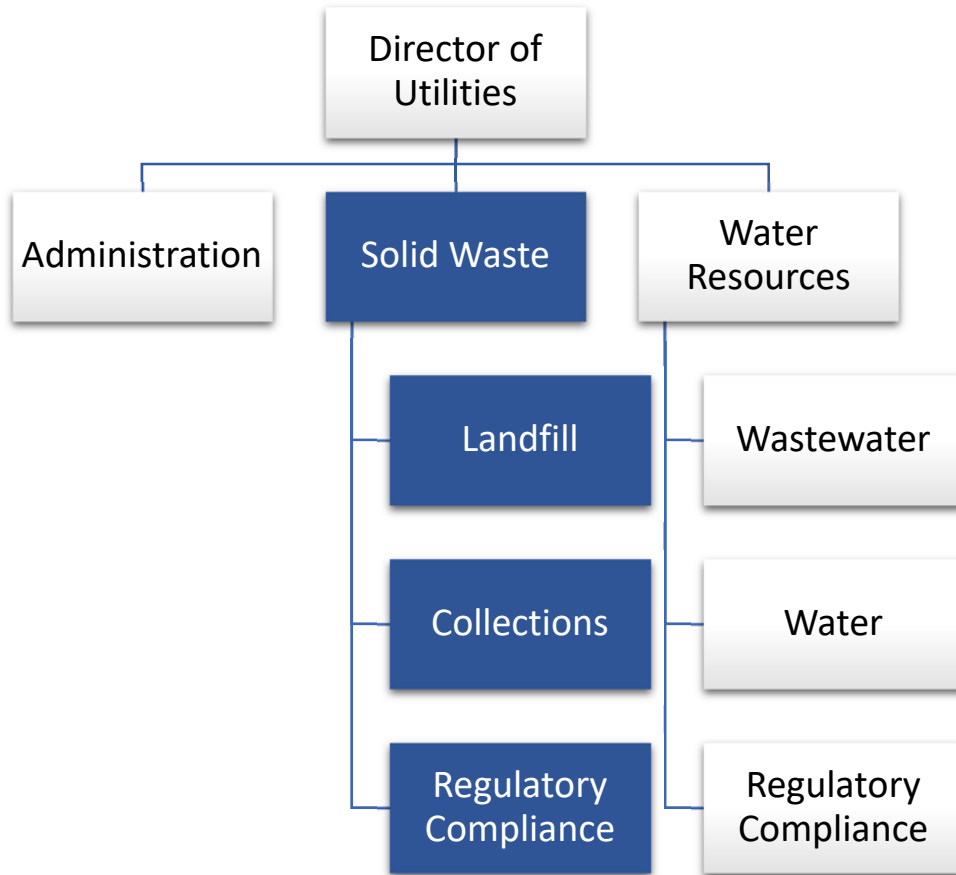 Director of
Utilities
Administration
Solid Waste
Water
Resources
Landfill
Wastewater
Collections
Water
Regulatory
Compliance
Regulatory
Compliance